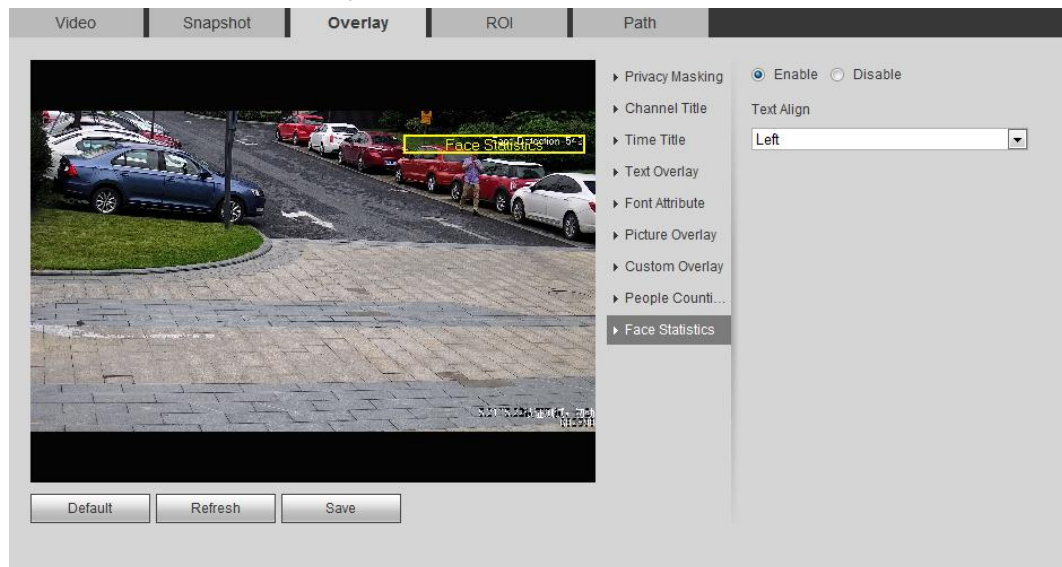 Video Snapshot Overlay ROI Path
Privacy Masking
Channel Title
Time Title
Text Overlay
Font Attribute
Picture Overlay
Custom Overlay
People Counti...
Face Statistics
Enable Disable
Text Align
Left
Face Statistics
Default Refresh Save